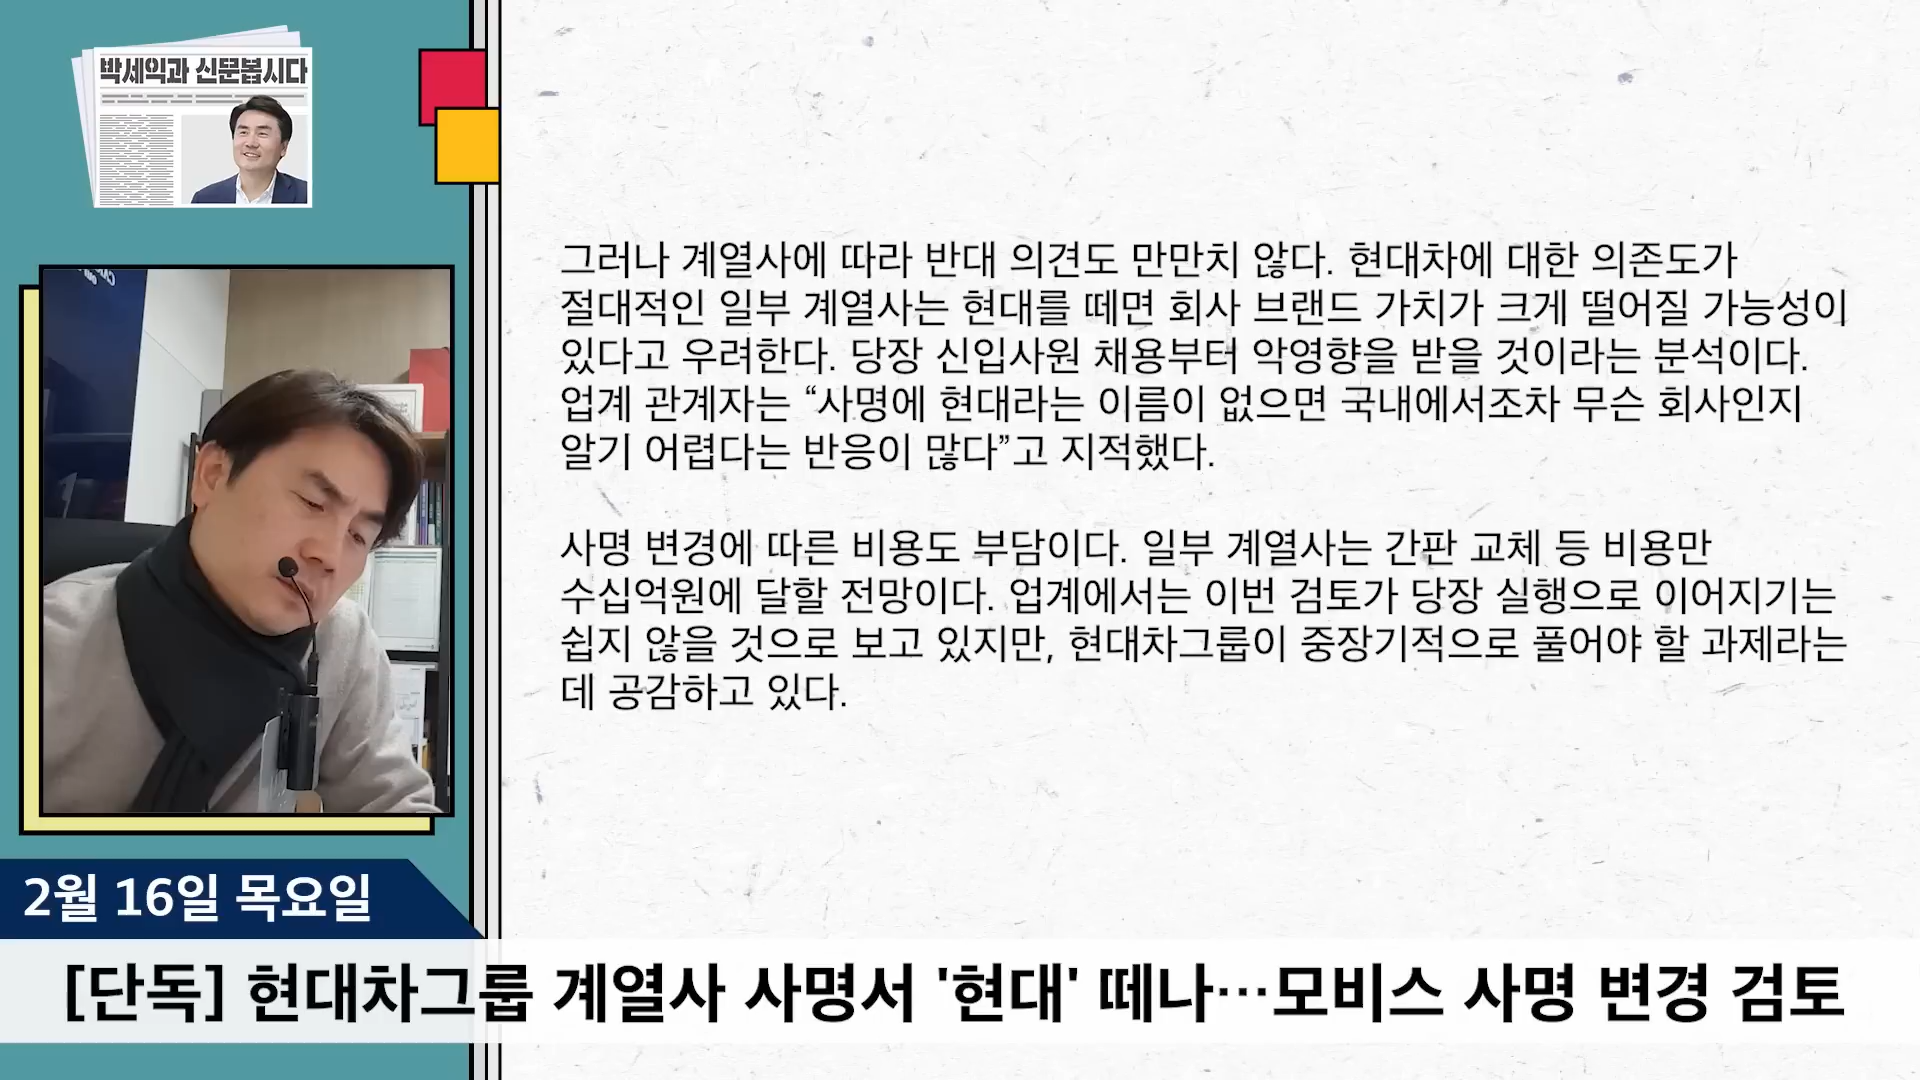 박세익과 신문봅시다
그러나 계열사에 따라 반대 의견도 만만치 않다. 현대차에 대한 의존도가
절대적인 일부 계열사는 현대를 떼면 회사 브랜드 가치가 크게 떨어질 가능성이
있다고 우려한다. 당장 신입사원 채용부터 악영향을 받을 것이라는 분석이다.
업계 관계자는 “사명에 현대라는 이름이 없으면 국내에서조차 무슨 회사인지
알기 어렵다는 반응이 많다”고 지적했다.
사명 변경에 따른 비용도 부담이다. 일부 계열사는 간판 교체 등 비용만
수십억원에 달할 전망이다. 업계에서는 이번 검토가 당장 실행으로 이어지기는
쉽지 않을 것으로 보고 있지만, 현대차그룹이 중장기적으로 풀어야 할 과제라는
데 공감하고 있다.
2월 16일 목요일
[단독] 현대차그룹 계열사 사명서 '현대' 떼나…모비스 사명 변경 검토